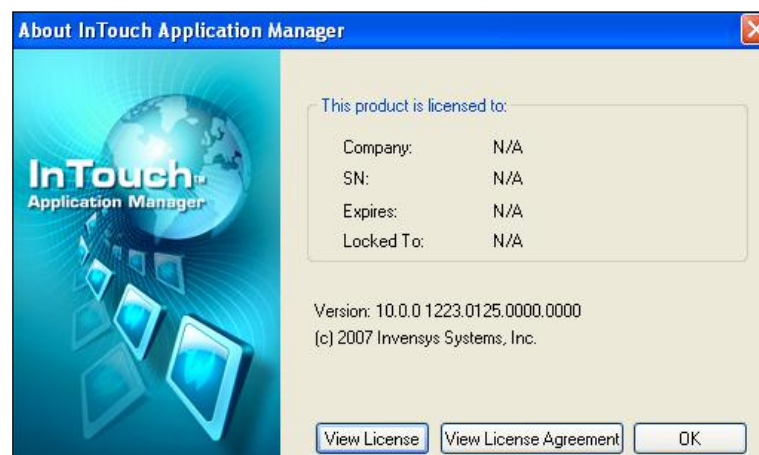 About InTouch Application Manager
InTouch™
Application Manager
This product is licensed to:
Company: N/A
SN: N/A
Expires: N/A
Locked To: N/A
Version: 10.0.0 1223.0125.0000.0000
(c) 2007 Invensys Systems, Inc.
View License
View License Agreement
OK